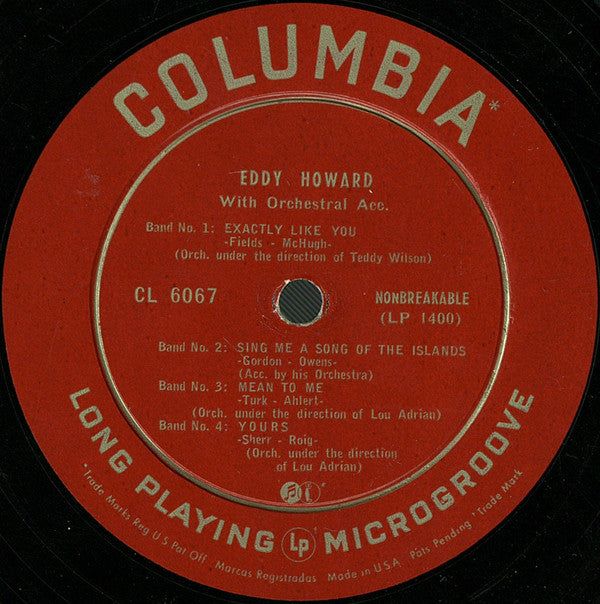 COLUMBIA*
EDDY HOWARD
With Orchestral Acc.
Band No. 1: EXACTLY LIKE YOU
-Fields - McHugh-
(Orch. under the direction of Teddy Wilson)
CL 6067
NONBREAKABLE
(LP 1400)
Band No. 2: SING ME A SONG OF THE ISLANDS
-Gordon - Owens-
(Acc. by his Orchestra)
Band No. 3: MEAN TO ME
-Turk - Ahlert-
(Orch. under the direction of Lou Adrian)
Band No. 4: YOURS
-Sherr - Roig-
(Orch. under the direction
of Lou Adrian)
LONG PLAYING Lp MICROGROOVE
*Trade Marks Reg U S Pat Off Marcas Registradas Made in U.S.A. Pats Pending *Trade Mark